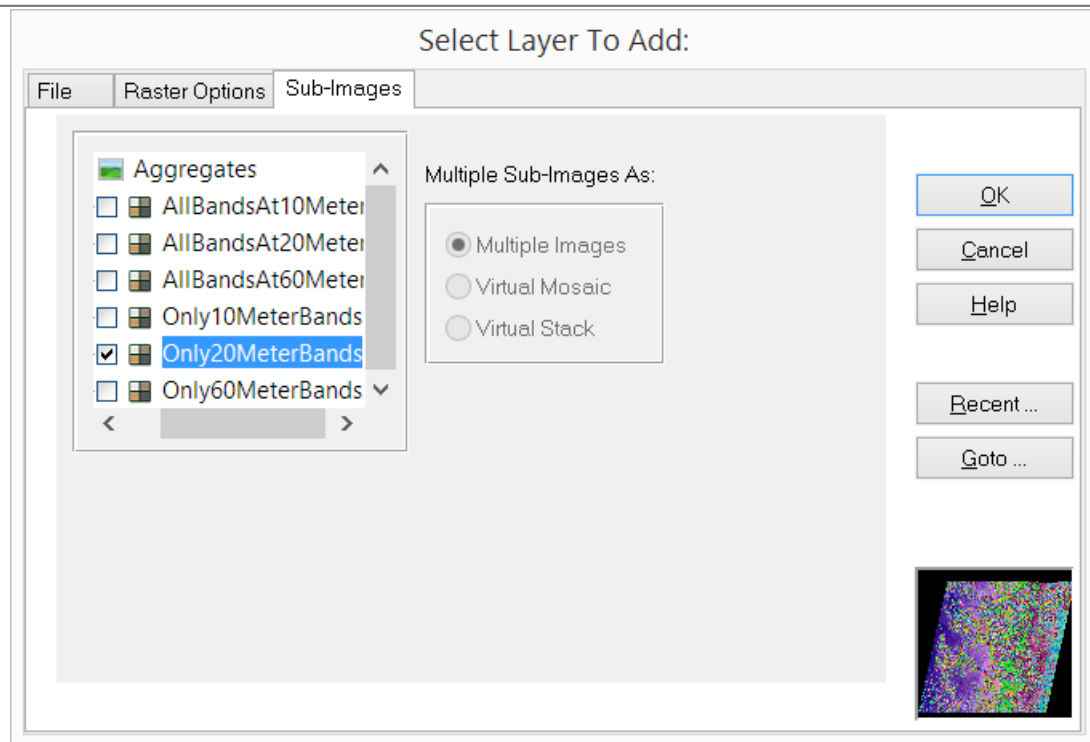 Select Layer To Add:
File
Raster Options
Sub-Images
Aggregates
AllBandsAt10Meter
AllBandsAt20Meter
AllBandsAt60Meter
Only10MeterBands
Only20MeterBands
Only60MeterBands
Multiple Sub-Images As:
Multiple Images
Virtual Mosaic
Virtual Stack
OK
Cancel
Help
Recent ...
Goto ...